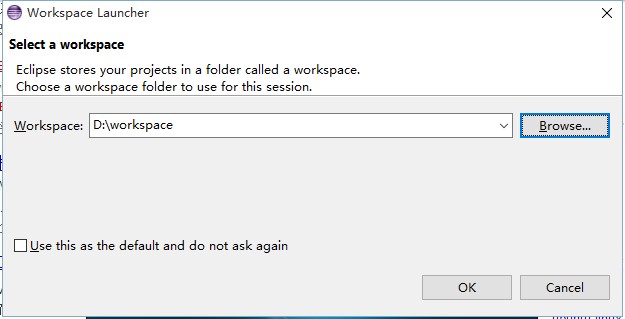 Workspace Launcher
Select a workspace
Eclipse stores your projects in a folder called a workspace.
Choose a workspace folder to use for this session.
Workspace: D:\workspace Browse...
Use this as the default and do not ask again
OK Cancel